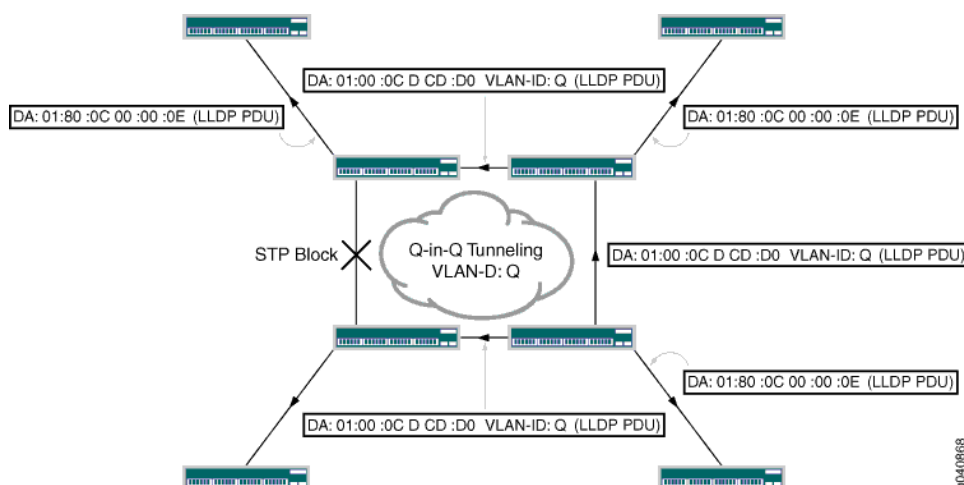 DA: 01:00 :0C D CD :D0 VLAN-ID: Q (LLDP PDU)
DA: 01:80 :0C 00 :00 :0E (LLDP PDU)
DA: 01:80 :0C 00 :00 :0E (LLDP PDU)
STP Block
Q-in-Q Tunneling
VLAN-D: Q
DA: 01:00 :0C D CD :D0 VLAN-ID: Q (LLDP PDU)
DA: 01:80 :0C 00 :00 :0E (LLDP PDU)
DA: 01:00 :0C D CD :D0 VLAN-ID: Q (LLDP PDU)